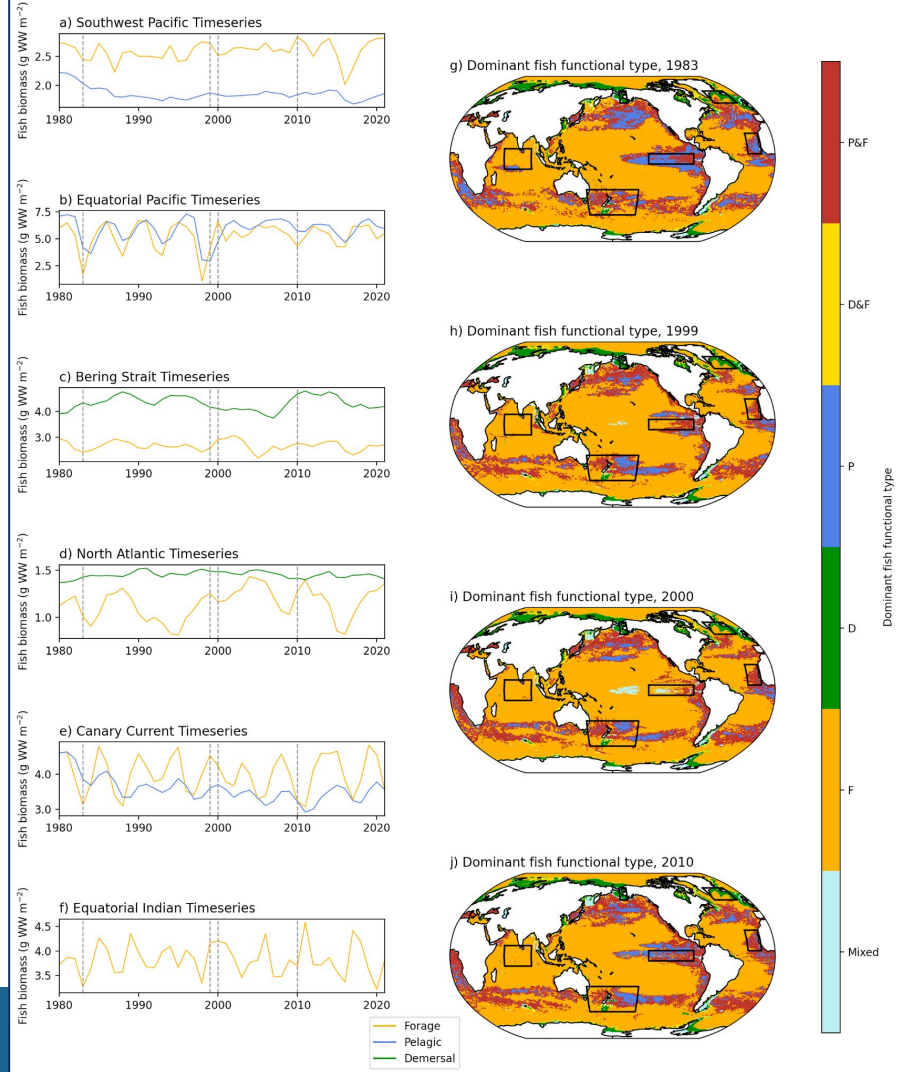 a) Southwest Pacific Timeseries
Fish biomass (g WW m⁻²)
2.5
2.0
1980 1990 2000 2010 2020
b) Equatorial Pacific Timeseries
Fish biomass (g WW m⁻²)
7.5
5.0
2.5
1980 1990 2000 2010 2020
c) Bering Strait Timeseries
Fish biomass (g WW m⁻²)
4.0
3.0
1980 1990 2000 2010 2020
d) North Atlantic Timeseries
Fish biomass (g WW m⁻²)
1.5
1.0
1980 1990 2000 2010 2020
e) Canary Current Timeseries
Fish biomass (g WW m⁻²)
4.0
3.0
1980 1990 2000 2010 2020
f) Equatorial Indian Timeseries
Fish biomass (g WW m⁻²)
4.5
3.5
1980 1990 2000 2010 2020
Forage
Pelagic
Demersal
g) Dominant fish functional type, 1983
h) Dominant fish functional type, 1999
i) Dominant fish functional type, 2000
j) Dominant fish functional type, 2010
P&F
D&F
P
D
F
Mixed
Dominant fish functional type